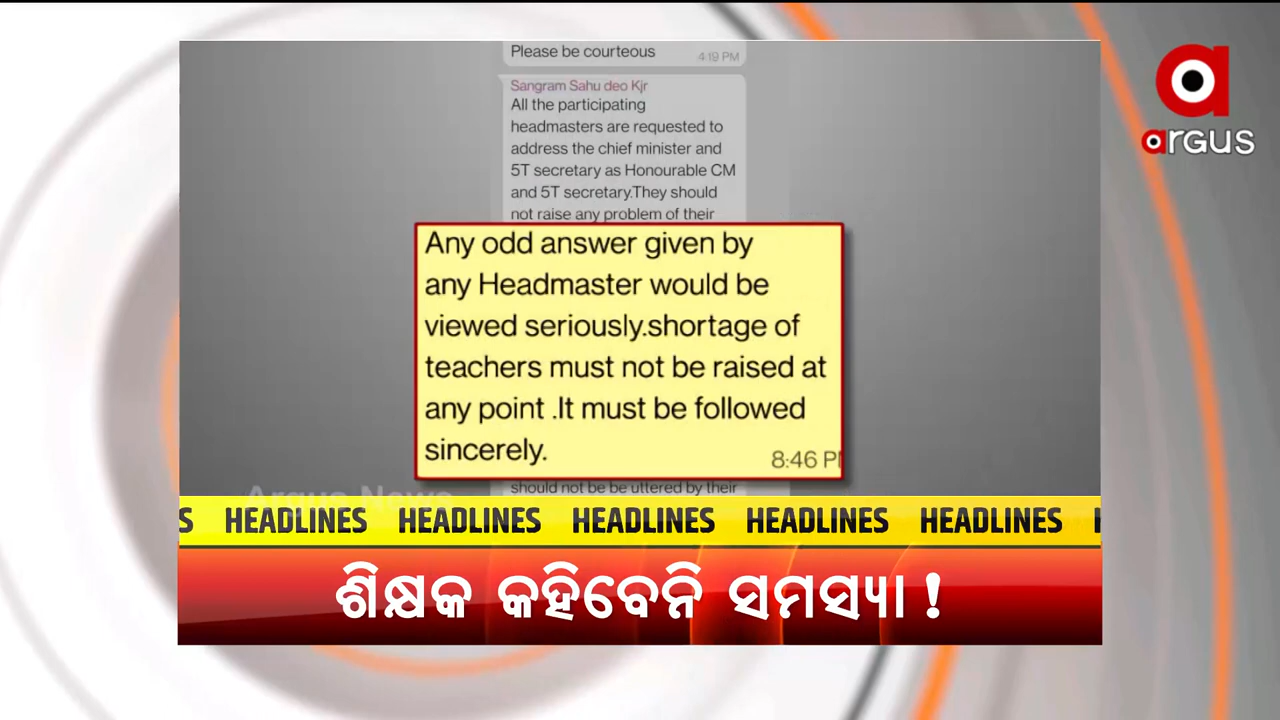 Please be courteous
4:19 PM
Sangram Sahu deo Kjr
All the participating
headmasters are requested to
address the chief minister and
5T secretary as Honourable CM
and 5T secretary.They should
not raise any problem of their
Any odd answer given by
any Headmaster would be
viewed seriously.shortage of
teachers must not be raised at
any point .It must be followed
sincerely.
8:46 P
should not be be uttered by their
Argus News
argus
S HEADLINES HEADLINES HEADLINES HEADLINES HEADLINES
ଶିକ୍ଷକ କହିବେନି ସମସ୍ୟା !